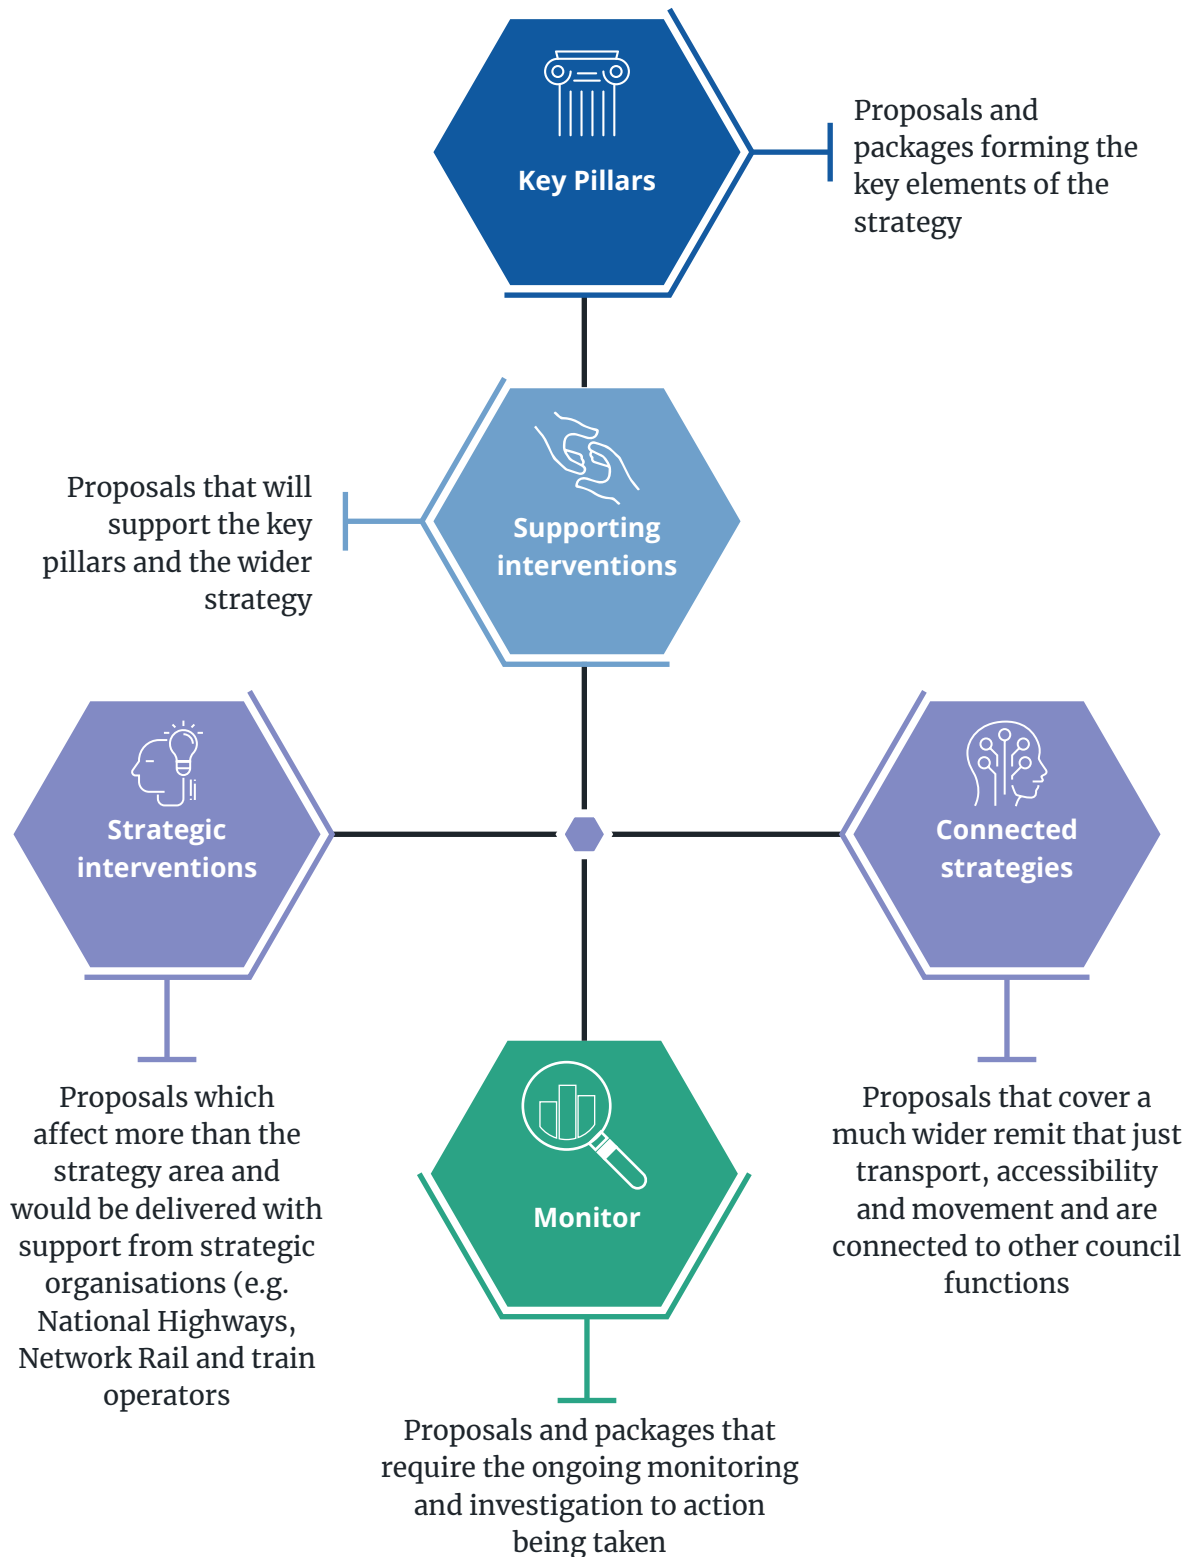 Key Pillars
Proposals and
packages forming the
key elements of the
strategy
Supporting
interventions
Proposals that will
support the key
pillars and the wider
strategy
Strategic
interventions
Proposals which
affect more than the
strategy area and
would be delivered with
support from strategic
organisations (e.g.
National Highways,
Network Rail and train
operators
Connected
strategies
Proposals that cover a
much wider remit that just
transport, accessibility
and movement and are
connected to other council
functions
Monitor
Proposals and packages that
require the ongoing monitoring
and investigation to action
being taken